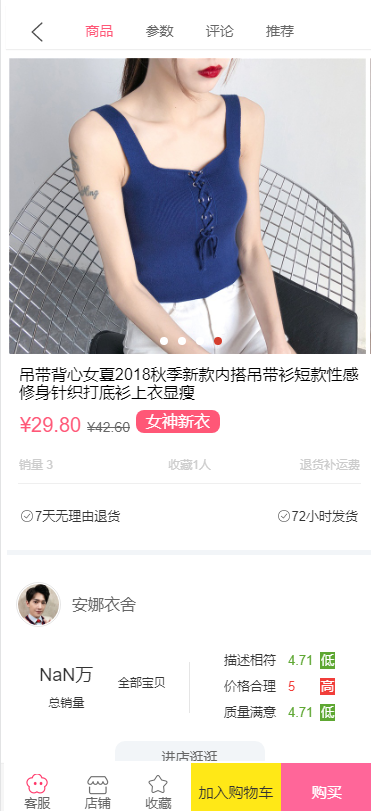 商品 参数 评论 推荐
吊带背心女夏2018秋季新款内搭吊带衫短款性感
修身针织打底衫上衣显瘦
¥29.80 ¥42.60 女神新衣
销量 3 收藏1人 退货补运费
7天无理由退货 72小时发货
安娜衣舍
NaN万
总销量
全部宝贝
描述相符 4.71 低
价格合理 5 高
质量满意 4.71 低
进店逛逛
客服 店铺 收藏 加入购物车 购买